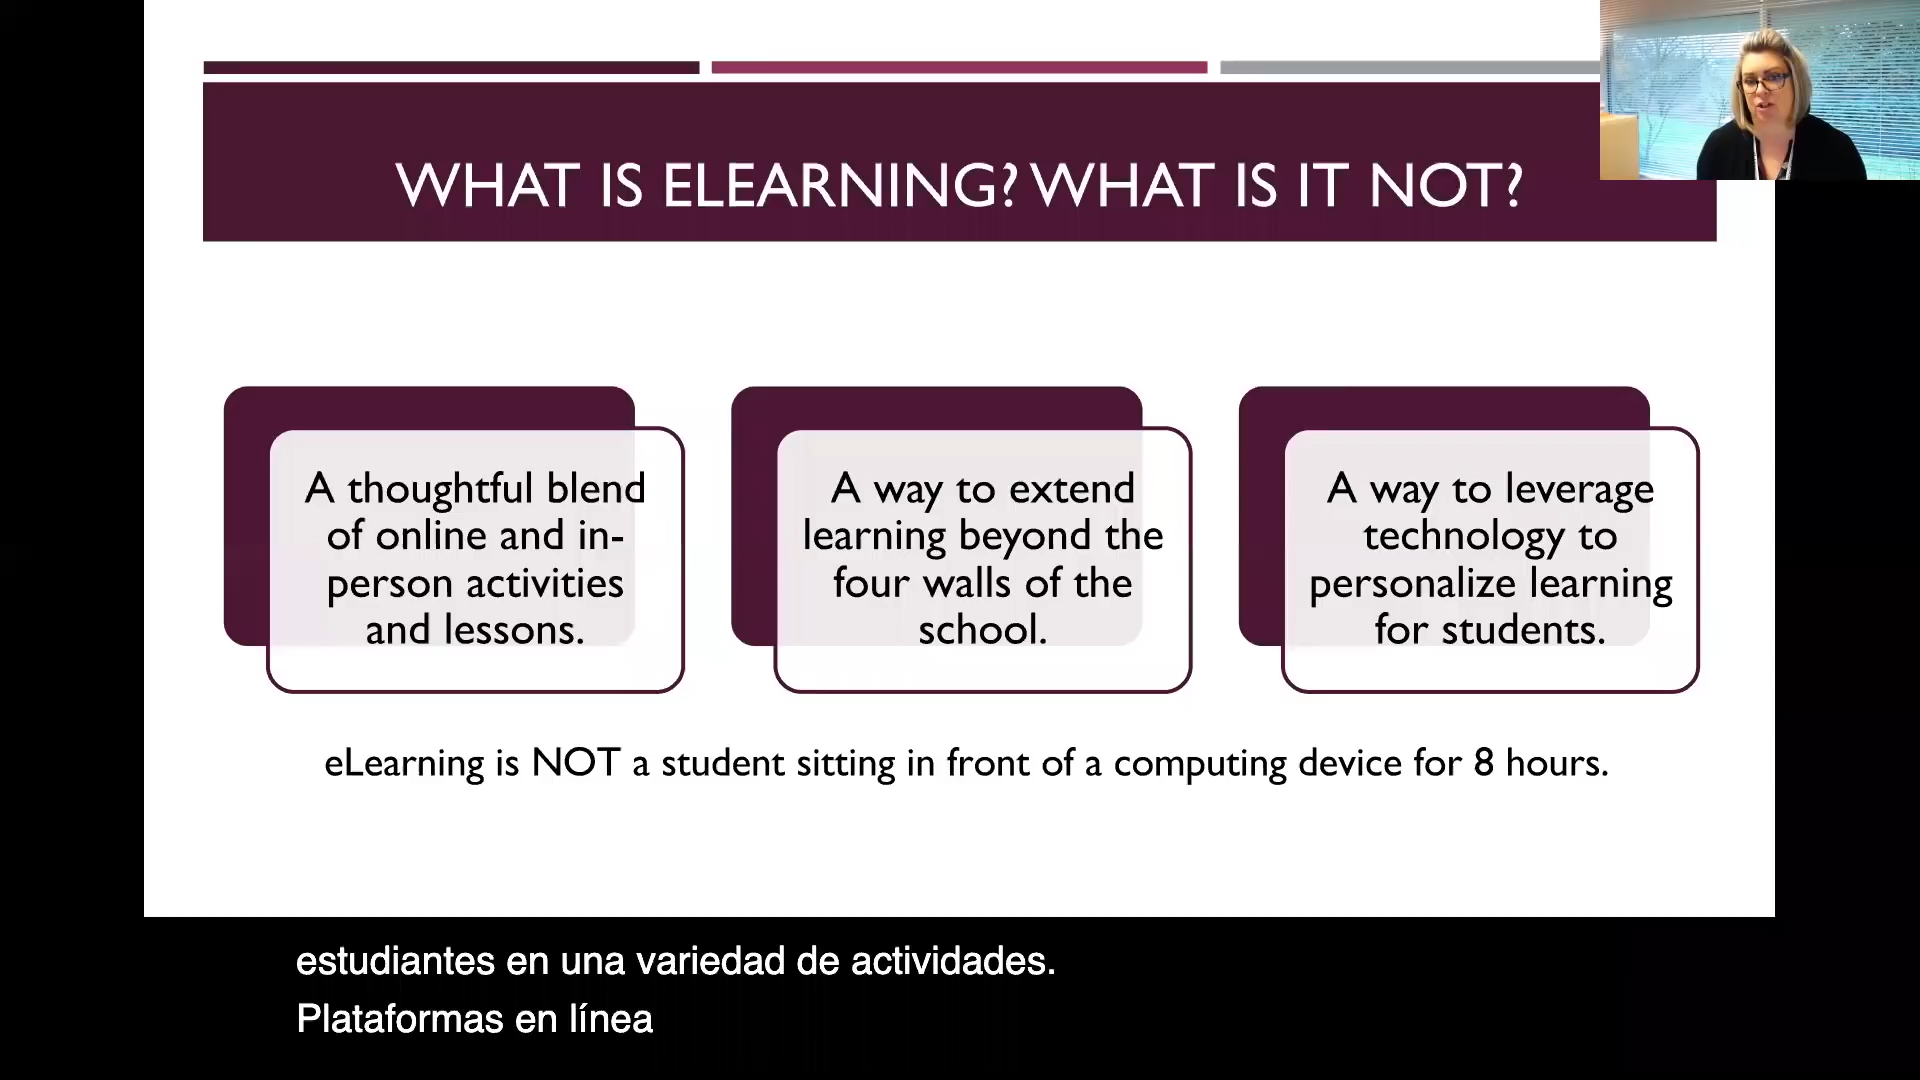 WHAT IS ELEARNING? WHAT IS IT NOT?
A thoughtful blend
of online and in-
person activities
and lessons.
A way to extend
learning beyond the
four walls of the
school.
A way to leverage
technology to
personalize learning
for students.
eLearning is NOT a student sitting in front of a computing device for 8 hours.
estudiantes en una variedad de actividades.
Plataformas en línea